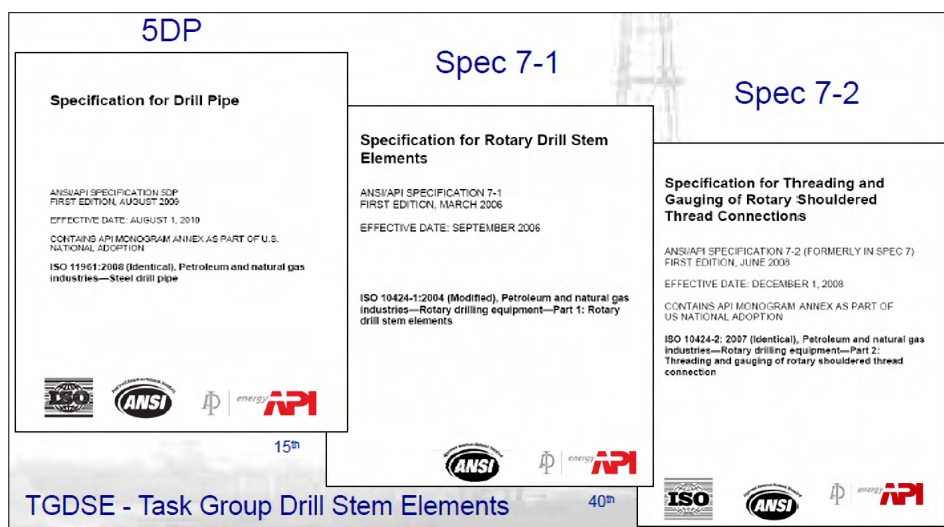 5DP
Specification for Drill Pipe
ANSI/API SPECIFICATION 5DP
FIRST EDITION, AUGUST 2009
EFFECTIVE DATE: AUGUST 1, 2010
CONTAINS API MONOGRAM ANNEX AS PART OF U.S.
NATIONAL ADOPTION
ISO 11961:2008 (Identical), Petroleum and natural gas
industries—Steel drill pipe
ISO
ANSI
energy API
15th
Spec 7-1
Specification for Rotary Drill Stem
Elements
ANSI/API SPECIFICATION 7-1
FIRST EDITION, MARCH 2006
EFFECTIVE DATE: SEPTEMBER 2006
ISO 10424-1:2004 (Modified), Petroleum and natural gas
industries—Rotary drilling equipment—Part 1: Rotary
drill stem elements
ANSI
energy API
40th
Spec 7-2
Specification for Threading and
Gauging of Rotary Shouldered
Thread Connections
ANSI/API SPECIFICATION 7-2 (FORMERLY IN SPEC 7)
FIRST EDITION, JUNE 2008
EFFECTIVE DATE: DECEMBER 1, 2008
CONTAINS API MONOGRAM ANNEX AS PART OF
US NATIONAL ADOPTION
ISO 10424-2: 2007 (Identical), Petroleum and natural gas
industries—Rotary drilling equipment—Part 2:
Threading and gauging of rotary shouldered thread
connection
ISO
ANSI
energy API
TGDSE - Task Group Drill Stem Elements